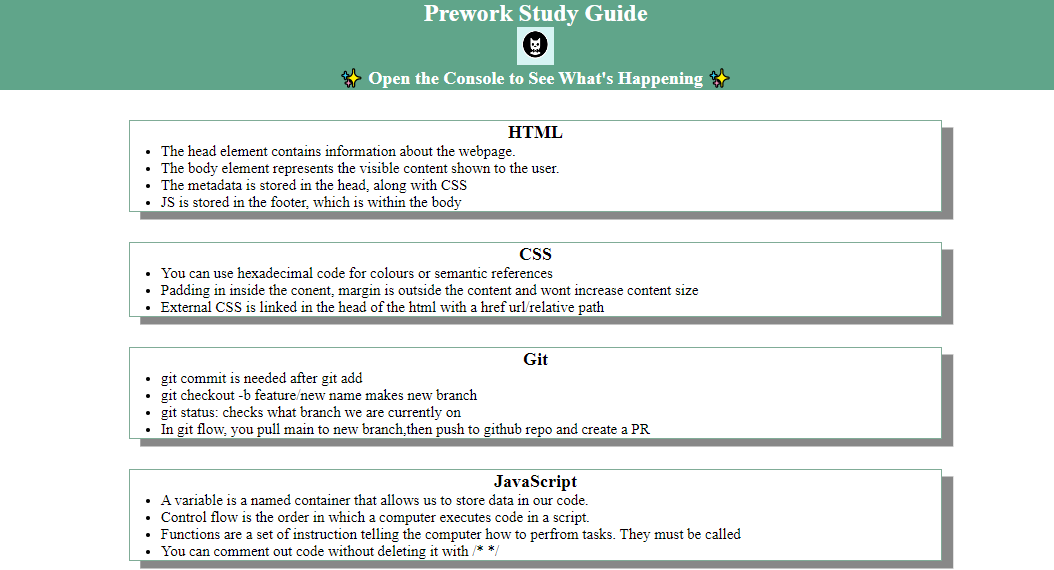 Prework Study Guide
✨ Open the Console to See What's Happening ✨
HTML
• The head element contains information about the webpage.
• The body element represents the visible content shown to the user.
• The metadata is stored in the head, along with CSS
• JS is stored in the footer, which is within the body
CSS
• You can use hexadecimal code for colours or semantic references
• Padding in inside the conent, margin is outside the content and wont increase content size
• External CSS is linked in the head of the html with a href url/relative path
Git
• git commit is needed after git add
• git checkout -b feature/new name makes new branch
• git status: checks what branch we are currently on
• In git flow, you pull main to new branch,then push to github repo and create a PR
JavaScript
• A variable is a named container that allows us to store data in our code.
• Control flow is the order in which a computer executes code in a script.
• Functions are a set of instruction telling the computer how to perfrom tasks. They must be called
• You can comment out code without deleting it with /* */